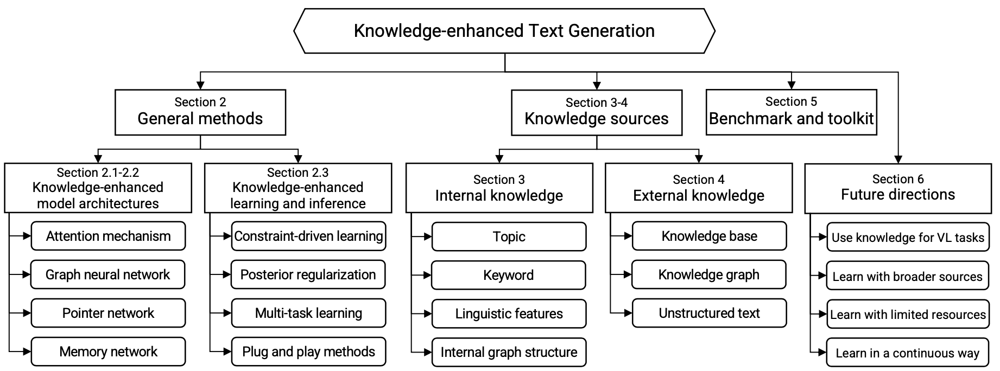 Knowledge-enhanced Text Generation
Section 2
General methods
Section 3-4
Knowledge sources
Section 5
Benchmark and toolkit
Section 2.1-2.2
Knowledge-enhanced
model architectures
Attention mechanism
Graph neural network
Pointer network
Memory network
Section 2.3
Knowledge-enhanced
learning and inference
Constraint-driven learning
Posterior regularization
Multi-task learning
Plug and play methods
Section 3
Internal knowledge
Topic
Keyword
Linguistic features
Internal graph structure
Section 4
External knowledge
Knowledge base
Knowledge graph
Unstructured text
Section 6
Future directions
Use knowledge for VL tasks
Learn with broader sources
Learn with limited resources
Learn in a continuous way